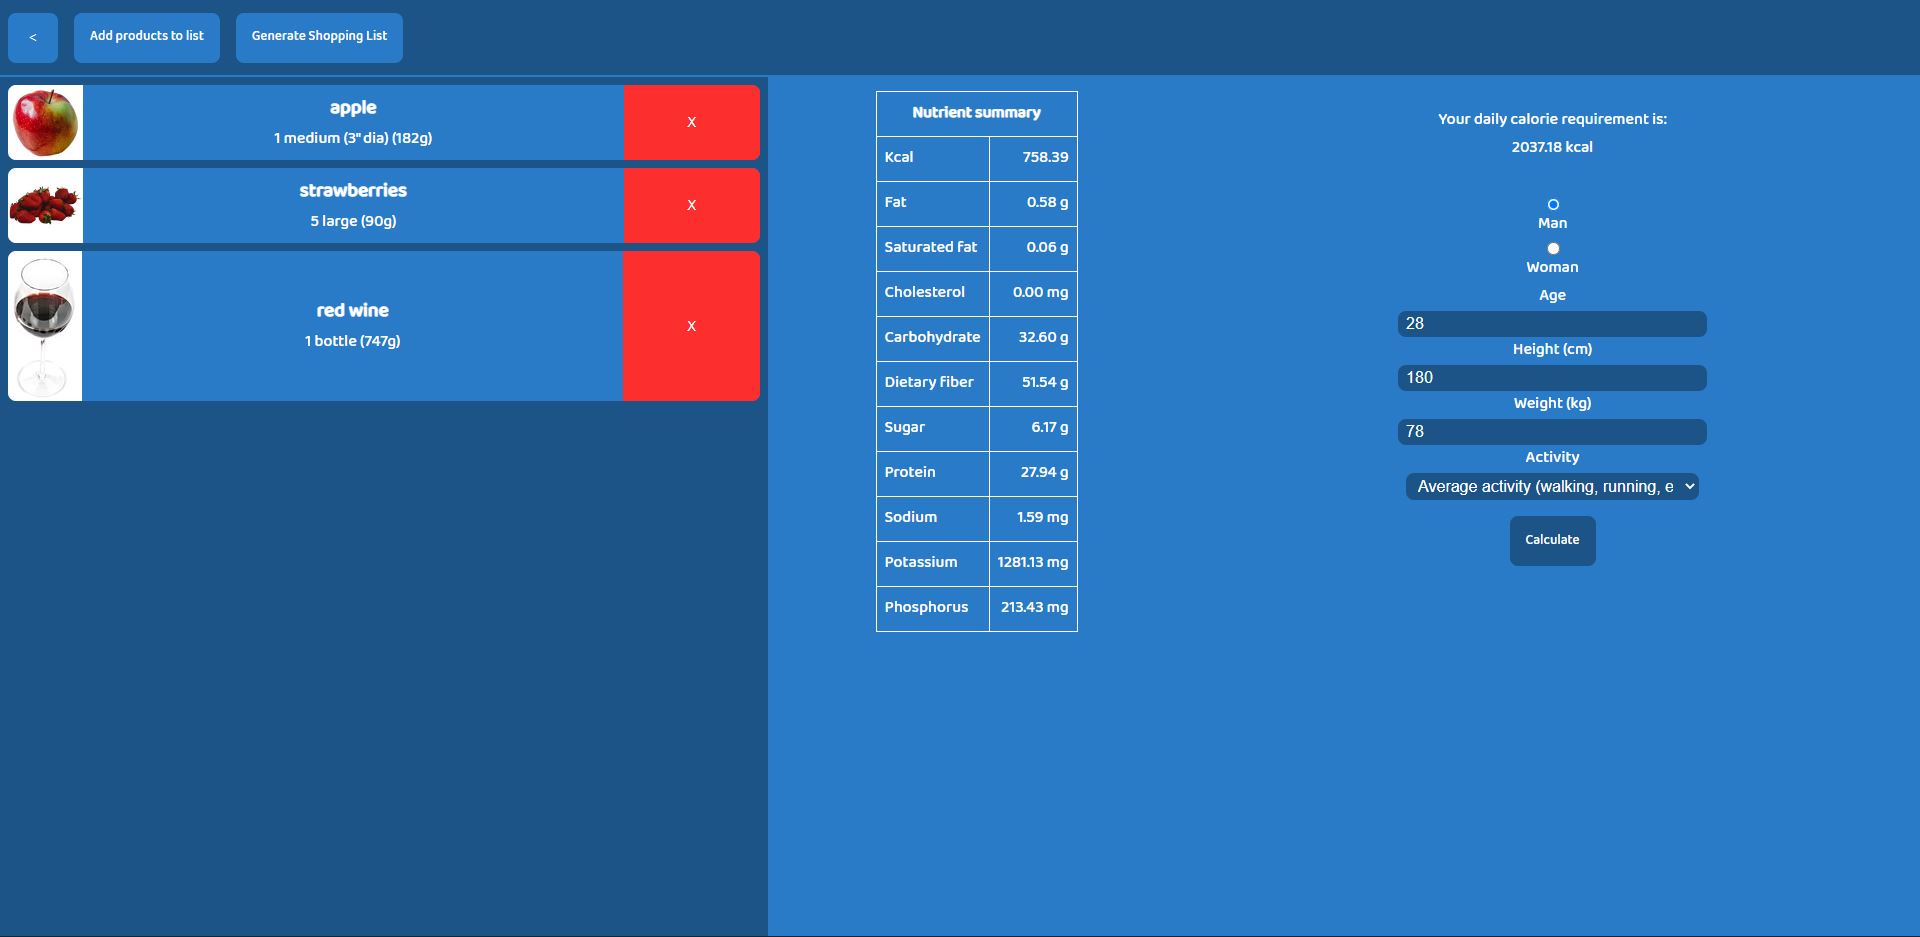 <
Add products to list
Generate Shopping List
apple
1 medium (3" dia) (182g)
X
strawberries
5 large (90g)
X
red wine
1 bottle (747g)
X
Nutrient summary
Kcal 758.39
Fat 0.58 g
Saturated fat 0.06 g
Cholesterol 0.00 mg
Carbohydrate 32.60 g
Dietary fiber 51.54 g
Sugar 6.17 g
Protein 27.94 g
Sodium 1.59 mg
Potassium 1281.13 mg
Phosphorus 213.43 mg
Your daily calorie requirement is:
2037.18 kcal
Man
Woman
Age
28
Height (cm)
180
Weight (kg)
78
Activity
Average activity (walking, running, e
Calculate